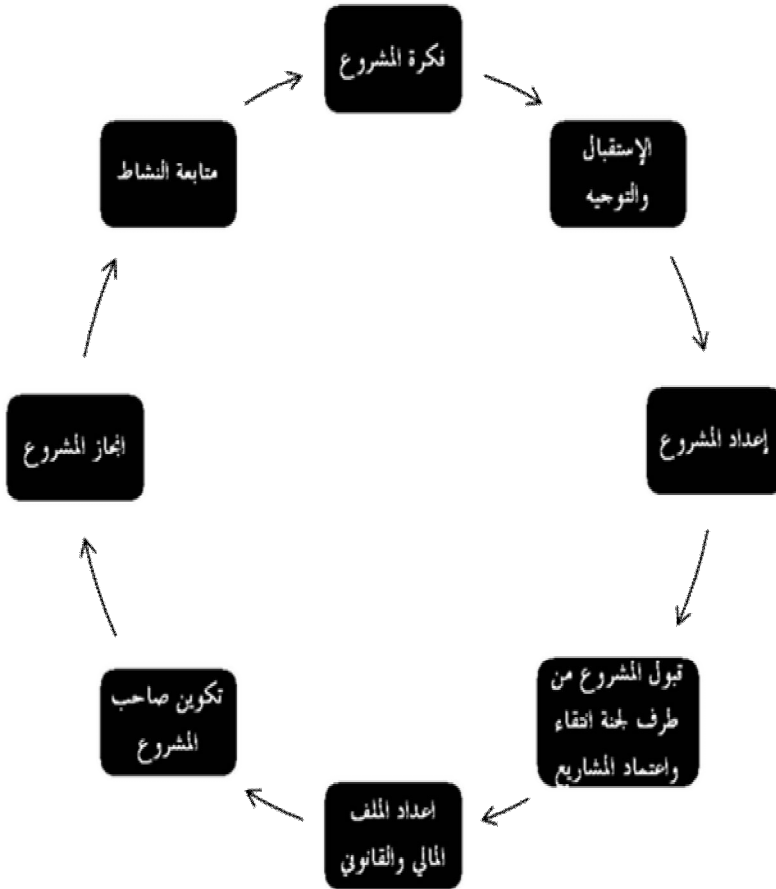 فكرة المشروع
الإستقبال
والتوجيه
إعداد المشروع
قبول المشروع من
طرف لجنة انتقاء
واعتماد المشاريع
اعداد الملف
المالي والقانوني
تكوين صاحب
المشروع
انجاز المشروع
متابعة النشاط